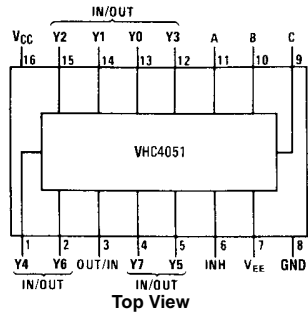 IN/OUT
VCC Y2 Y1 Y0 Y3 A B C
16 15 14 13 12 11 10 9
VHC4051
1 2 3 4 5 6 7 8
Y4 Y6 OUT/IN Y7 Y5 INH VEE GND
IN/OUT IN/OUT
Top View